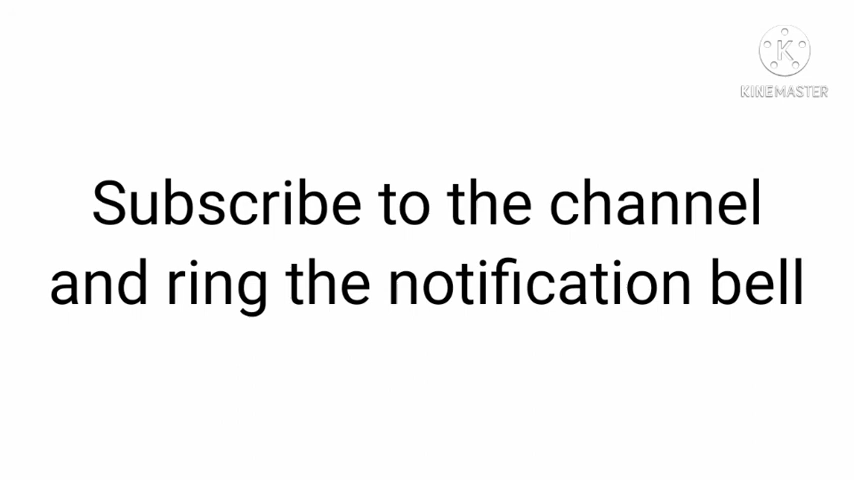 KINEMASTER
Subscribe to the channel
and ring the notification bell